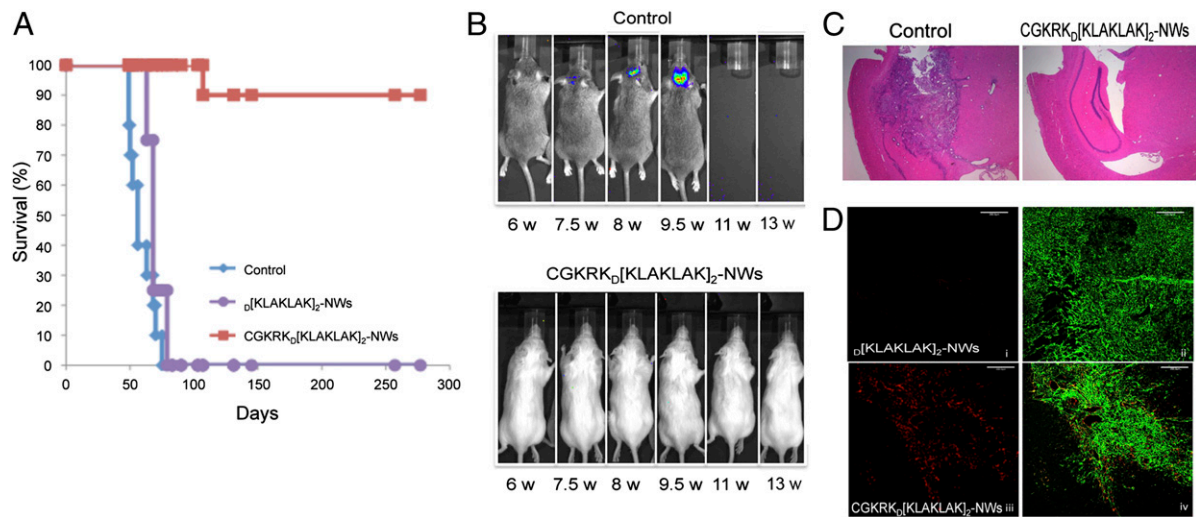 A
Survival (%)
100
90
80
70
60
50
40
30
20
10
0
0 50 100 150 200 250 300
Days
Control
D[KLAKLAK]2-NWs
CGKRKD[KLAKLAK]2-NWs
B
Control
6 w 7.5 w 8 w 9.5 w 11 w 13 w
CGKRKD[KLAKLAK]2-NWs
6 w 7.5 w 8 w 9.5 w 11 w 13 w
C
Control CGKRKD[KLAKLAK]2-NWs
D
D[KLAKLAK]2-NWs i ii
CGKRKD[KLAKLAK]2-NWs iii iv